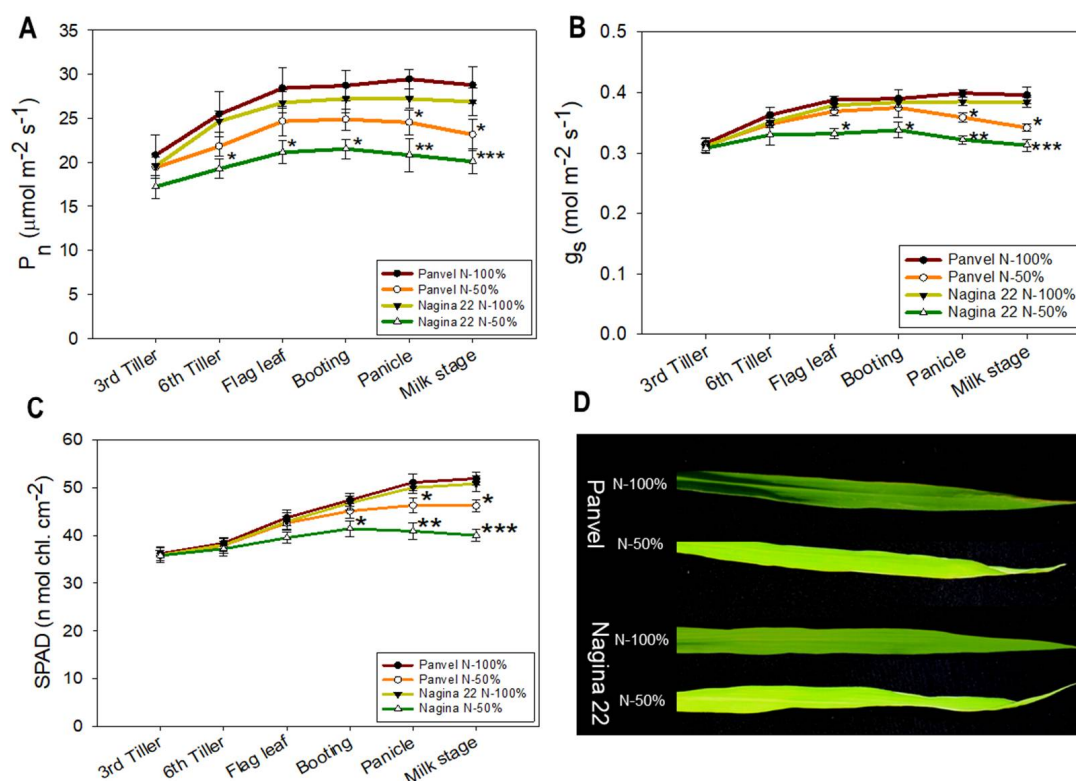 A
P n (μmol m-2 s-1)
35
30
25
20
15
10
5
0
* * * * * ** ***
Panvel N-100%
Panvel N-50%
Nagina 22 N-100%
Nagina 22 N-50%
3rd Tiller
6th Tiller
Flag leaf
Booting
Panicle
Milk stage
B
gs (mol m-2 s-1)
0.5
0.4
0.3
0.2
0.1
0.0
* * * * ** ***
Panvel N-100%
Panvel N-50%
Nagina 22 N-100%
Nagina 22 N-50%
3rd Tiller
6th Tiller
Flag leaf
Booting
Panicle
Milk stage
C
SPAD (n mol chl. cm-2)
60
50
40
30
20
10
0
* * * ** ***
Panvel N-100%
Panvel N-50%
Nagina 22 N-100%
Nagina N-50%
3rd Tiller
6th Tiller
Flag leaf
Booting
Panicle
Milk stage
D
Panvel
N-100%
N-50%
Nagina 22
N-100%
N-50%